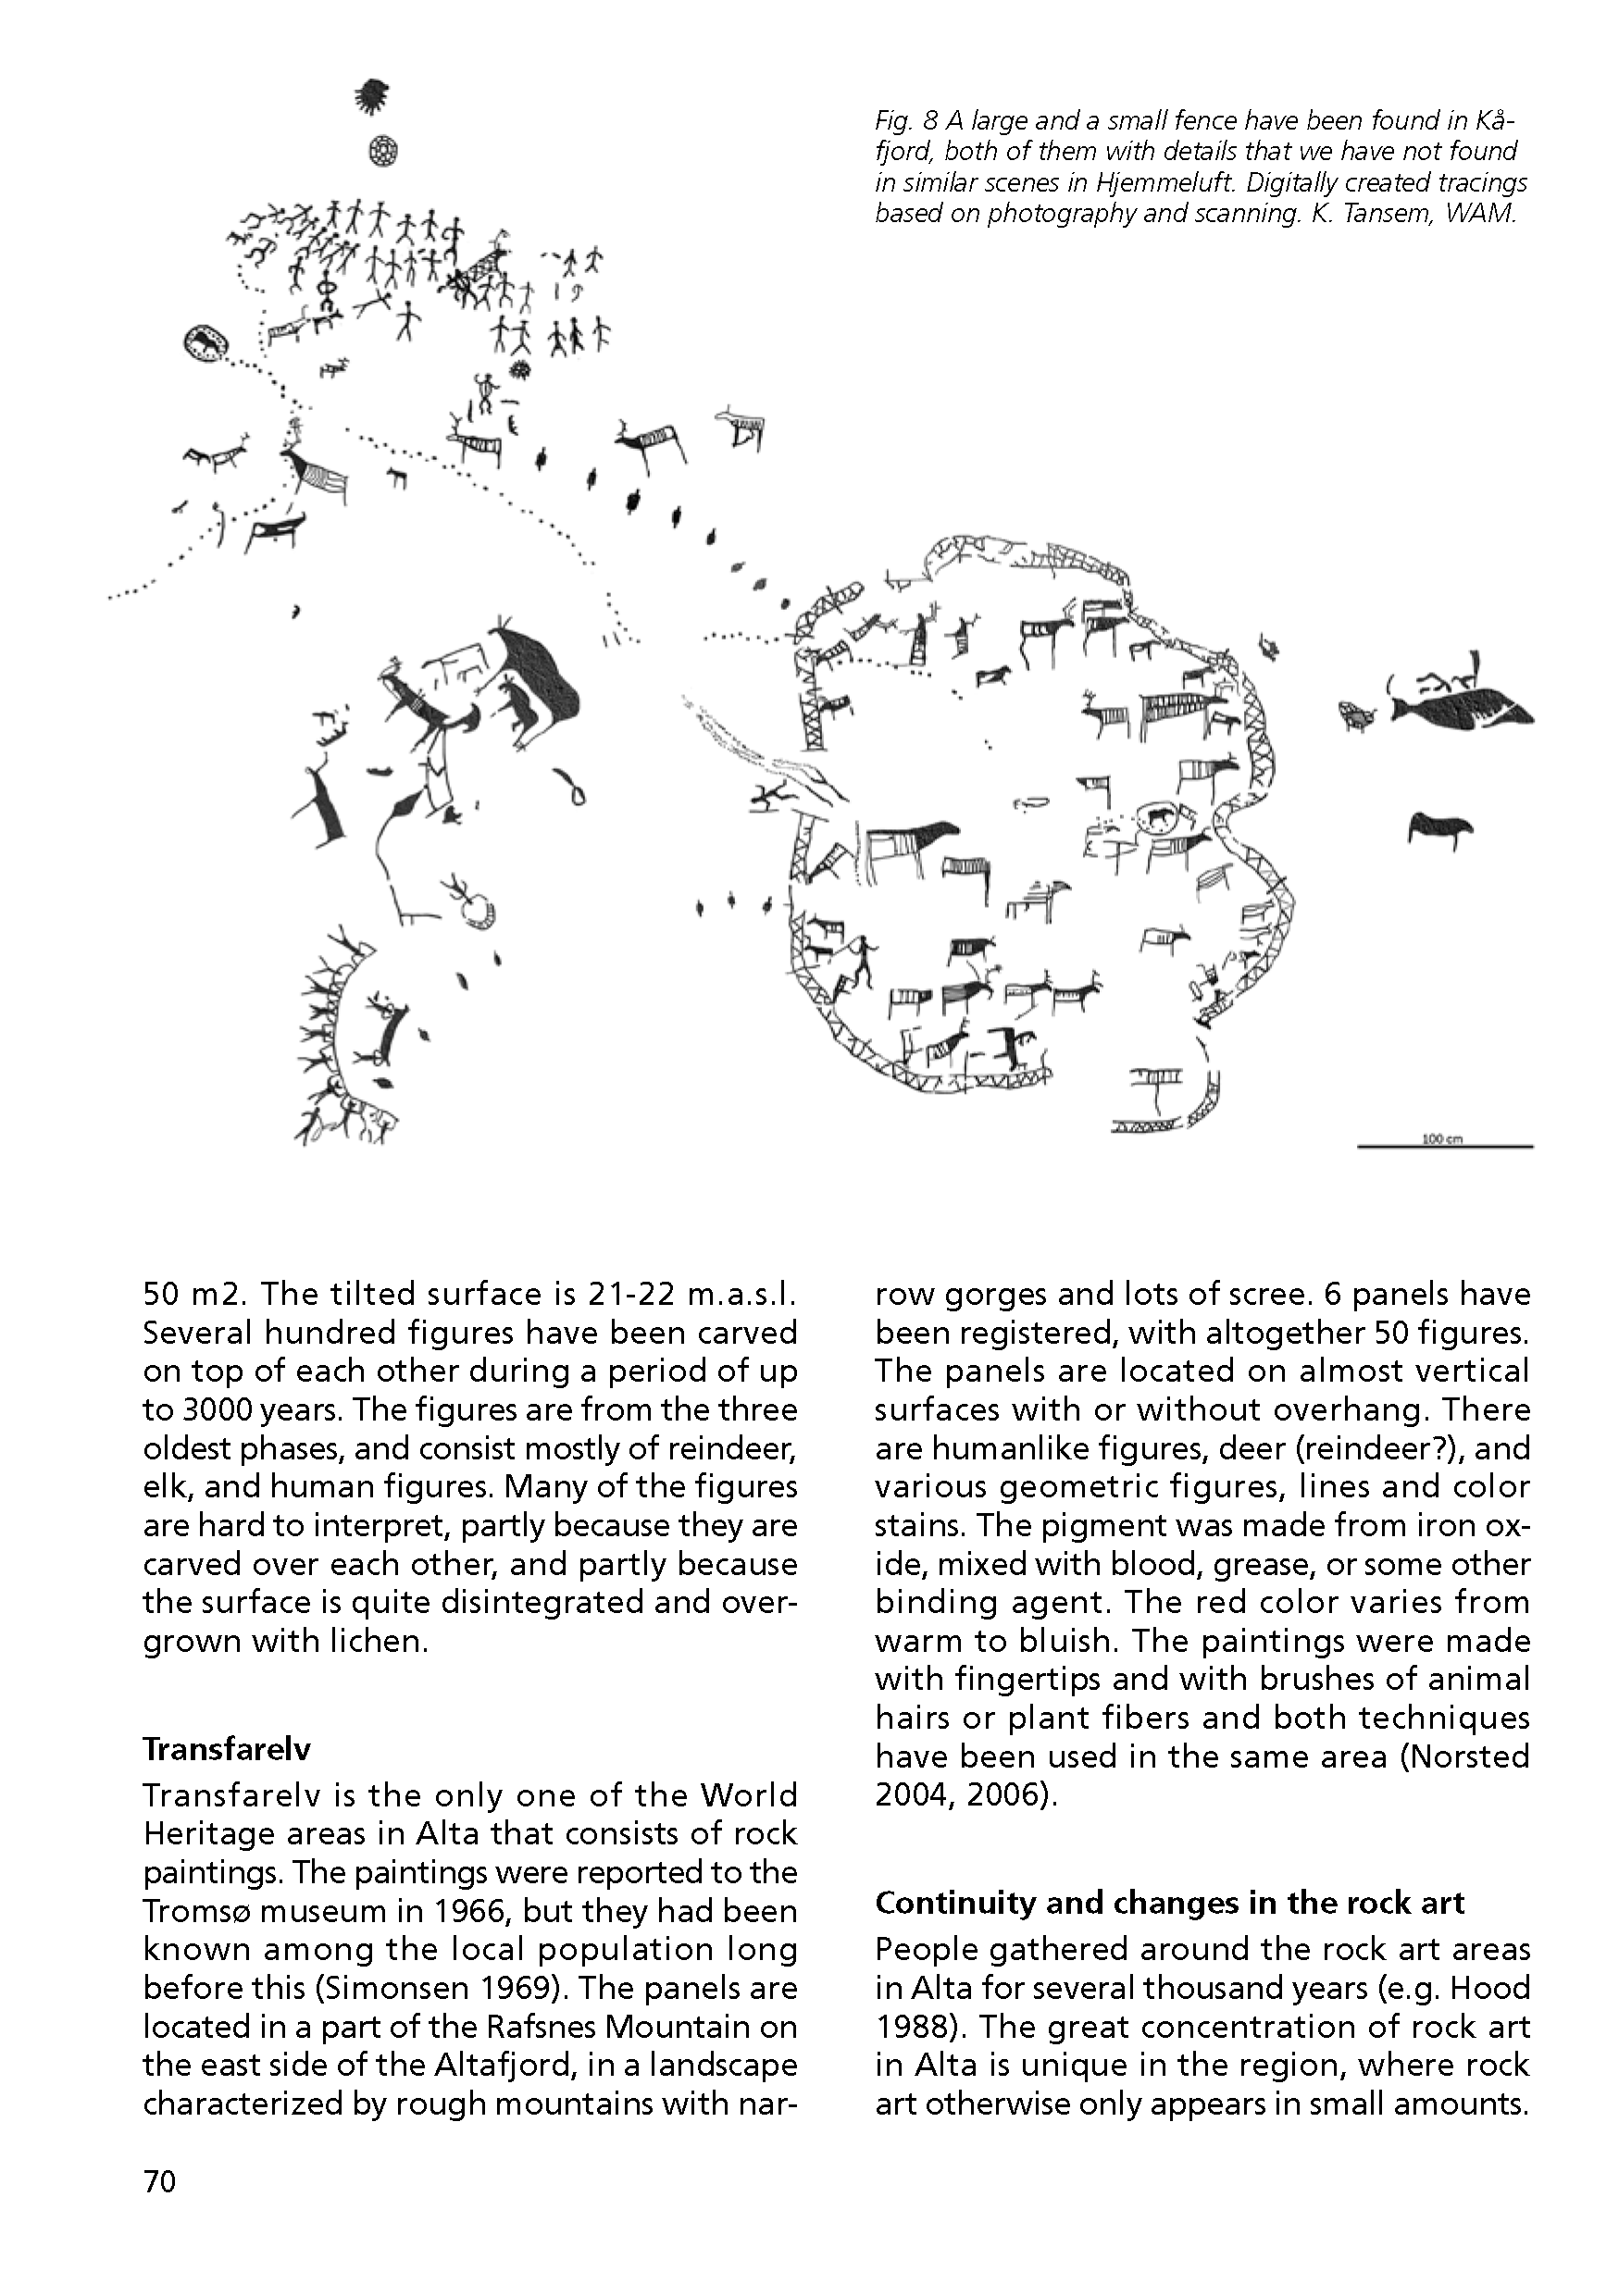 Fig. 8 A large and a small fence have been found in Kå-
fjord, both of them with details that we have not found
in similar scenes in Hjemmeluft. Digitally created tracings
based on photography and scanning. K. Tansem, WAM.
100 cm
50 m2. The tilted surface is 21-22 m.a.s.l.
Several hundred figures have been carved
on top of each other during a period of up
to 3000 years. The figures are from the three
oldest phases, and consist mostly of reindeer,
elk, and human figures. Many of the figures
are hard to interpret, partly because they are
carved over each other, and partly because
the surface is quite disintegrated and over-
grown with lichen.
Transfarelv
Transfarelv is the only one of the World
Heritage areas in Alta that consists of rock
paintings. The paintings were reported to the
Tromsø museum in 1966, but they had been
known among the local population long
before this (Simonsen 1969). The panels are
located in a part of the Rafsnes Mountain on
the east side of the Altafjord, in a landscape
characterized by rough mountains with nar-
row gorges and lots of scree. 6 panels have
been registered, with altogether 50 figures.
The panels are located on almost vertical
surfaces with or without overhang. There
are humanlike figures, deer (reindeer?), and
various geometric figures, lines and color
stains. The pigment was made from iron ox-
ide, mixed with blood, grease, or some other
binding agent. The red color varies from
warm to bluish. The paintings were made
with fingertips and with brushes of animal
hairs or plant fibers and both techniques
have been used in the same area (Norsted
2004, 2006).
Continuity and changes in the rock art
People gathered around the rock art areas
in Alta for several thousand years (e.g. Hood
1988). The great concentration of rock art
in Alta is unique in the region, where rock
art otherwise only appears in small amounts.
70